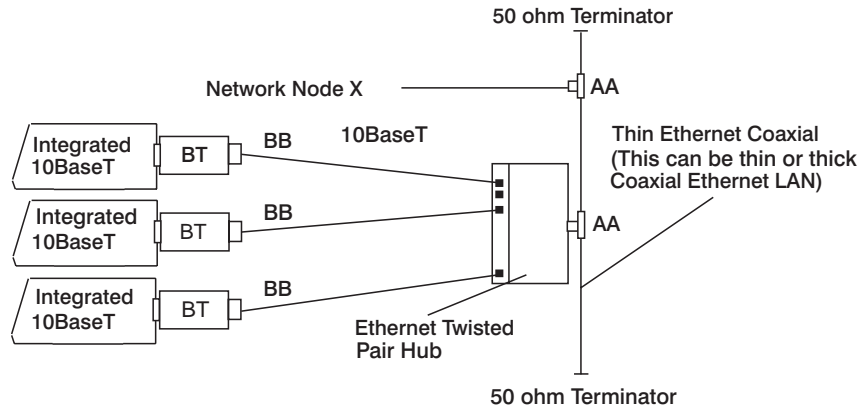 50 ohm Terminator
Network Node X
AA
Integrated
10BaseT
BT
BB
10BaseT
Thin Ethernet Coaxial
(This can be thin or thick
Coaxial Ethernet LAN)
Integrated
10BaseT
BT
BB
AA
Integrated
10BaseT
BT
BB
Ethernet Twisted
Pair Hub
50 ohm Terminator